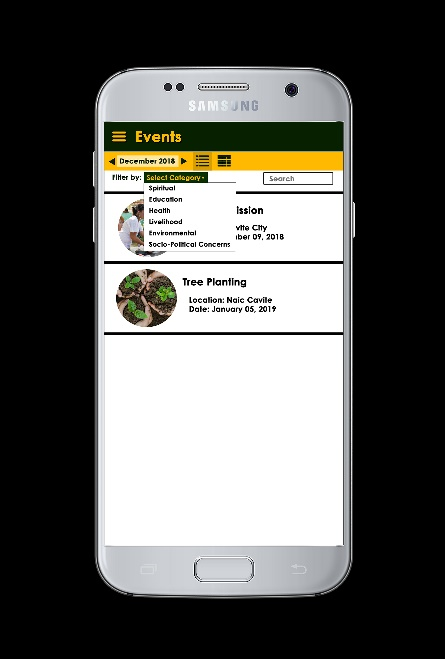 SAMSUNG
Events
December 2018
Filter by: Select Category Search
Spiritual
Education
Health
Livelihood
Environmental
Socio-Political Concerns
ission
vite City
ber 09, 2018
Tree Planting
Location: Naic Cavite
Date: January 05, 2019